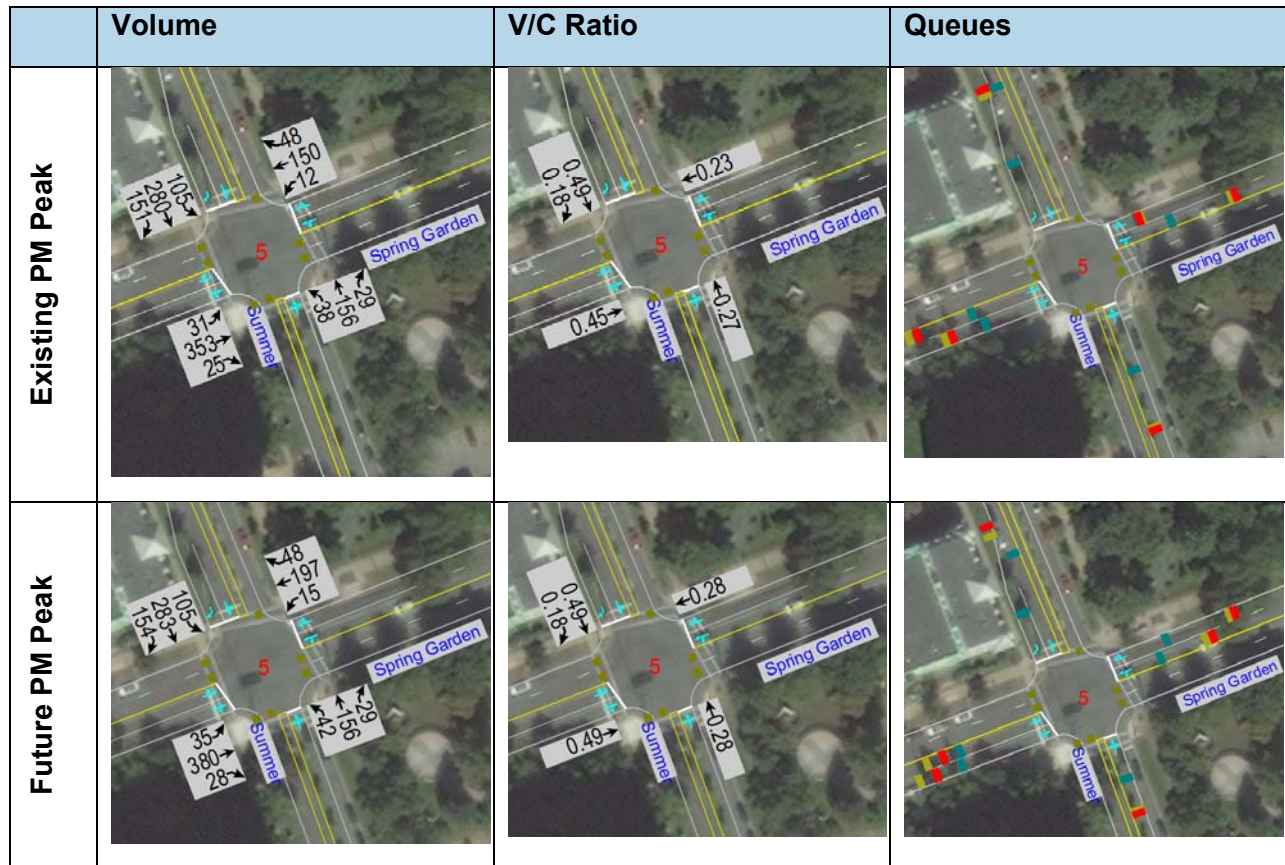 Volume
V/C Ratio
Queues
Existing PM Peak
48
150
12
105
280
151
5
Spring Garden
31
353
25
Summer
29
156
38
0.23
0.49
0.18
5
Spring Garden
0.45
Summer
0.27
5
Spring Garden
Summer
Future PM Peak
48
197
15
105
283
154
5
Spring Garden
35
380
28
Summer
29
156
42
0.28
0.49
0.18
5
Spring Garden
0.49
Summer
0.28
5
Spring Garden
Summer